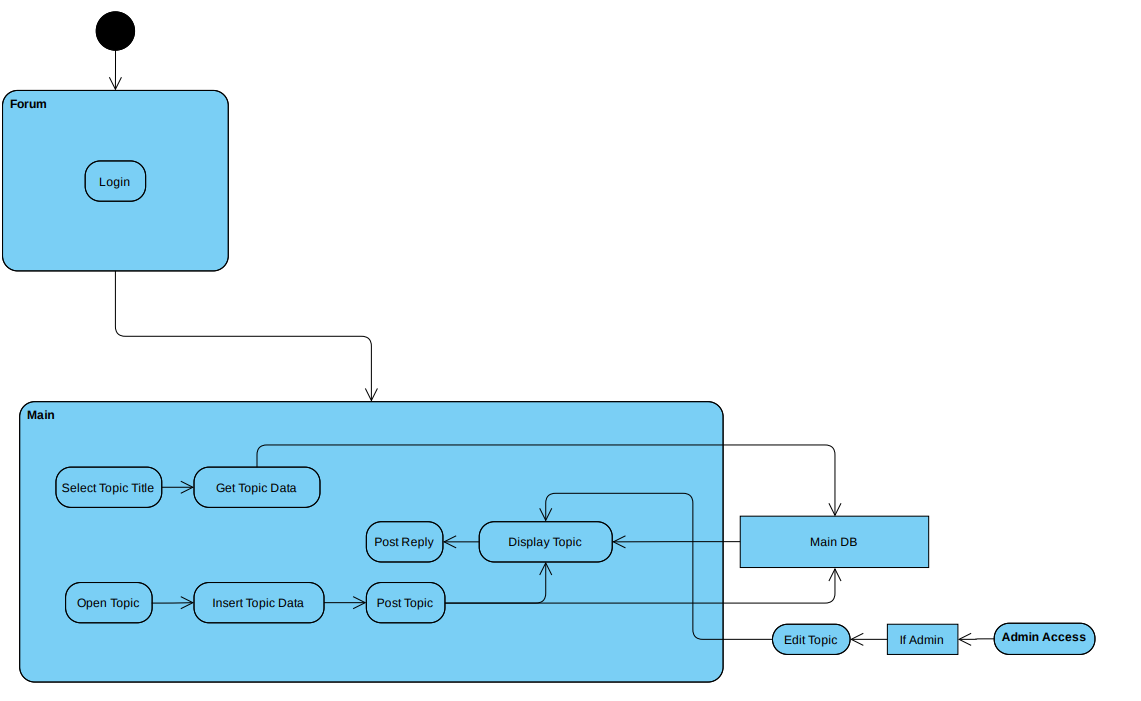 Forum
Login
Main
Select Topic Title
Get Topic Data
Post Reply
Display Topic
Main DB
Open Topic
Insert Topic Data
Post Topic
Edit Topic
If Admin
Admin Access